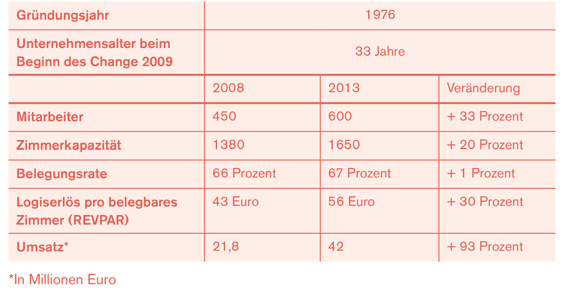 Gründungsjahr 1976
Unternehmensalter beim
Beginn des Change 2009 33 Jahre
2008 2013 Veränderung
Mitarbeiter 450 600 + 33 Prozent
Zimmerkapazität 1380 1650 + 20 Prozent
Belegungsrate 66 Prozent 67 Prozent + 1 Prozent
Logiserlös pro belegbares 43 Euro 56 Euro + 30 Prozent
Zimmer (REVPAR)
Umsatz* 21,8 42 + 93 Prozent
*In Millionen Euro